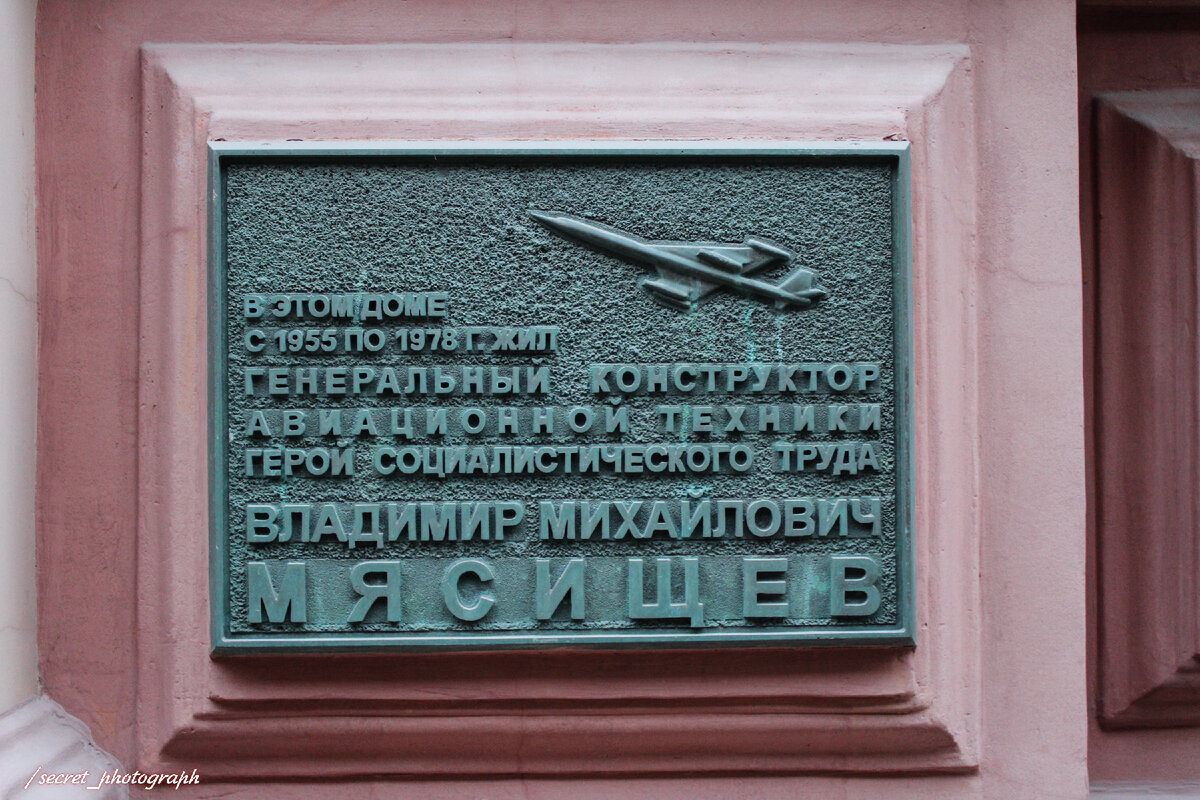 В ЭТОМ ДОМЕ
С 1955 ПО 1978 Г. ЖИЛ
ГЕНЕРАЛЬНЫЙ КОНСТРУКТОР
АВИАЦИОННОЙ ТЕХНИКИ
ГЕРОЙ СОЦИАЛИСТИЧЕСКОГО ТРУДА
ВЛАДИМИР МИХАЙЛОВИЧ
МЯСИЩЕВ
/secret_photograph